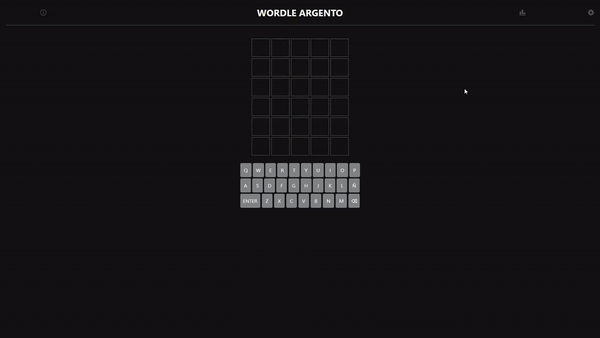 WORDLE ARGENTO
Q W E R T Y U I O P
A S D F G H J K L Ñ
ENTER Z X C V B N M